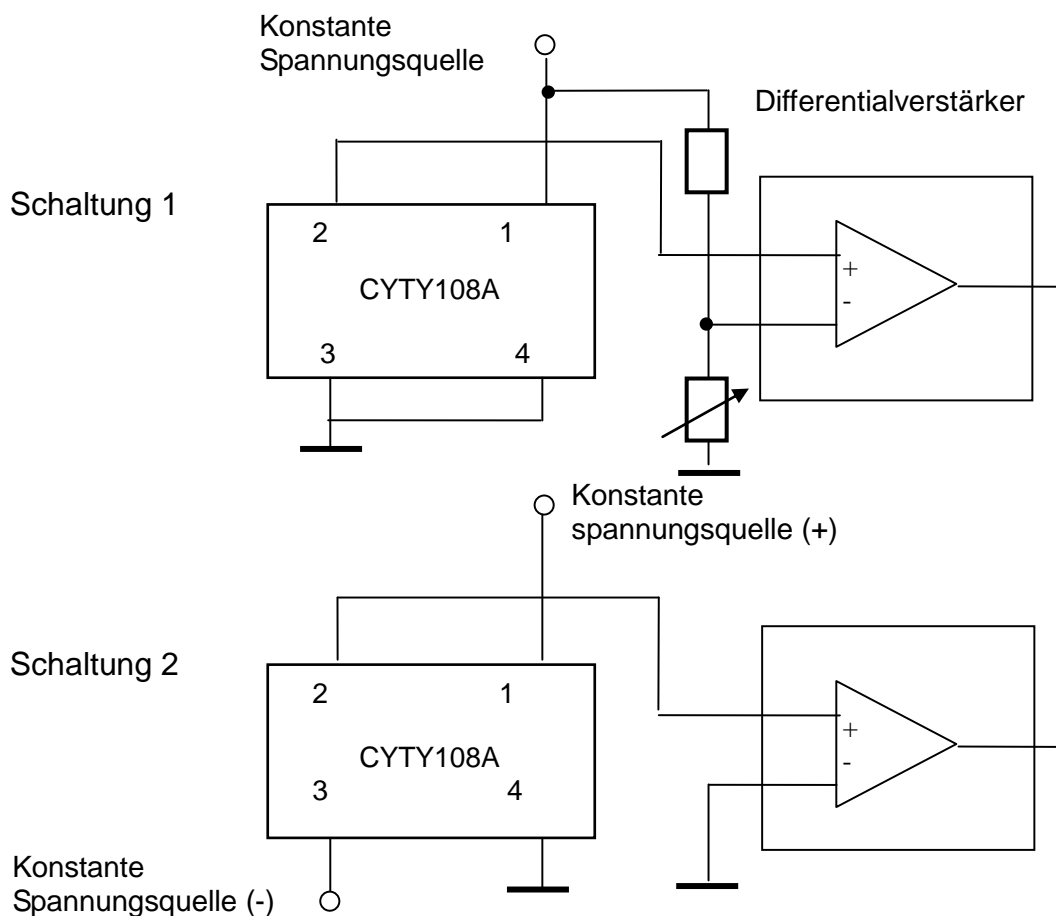 Konstante
Spannungsquelle
Differentialverstärker
Schaltung 1
2 1
CYTY108A
+
-
3 4
Konstante
spannungsquelle (+)
Schaltung 2
2 1
CYTY108A
+
-
3 4
Konstante
Spannungsquelle (-)